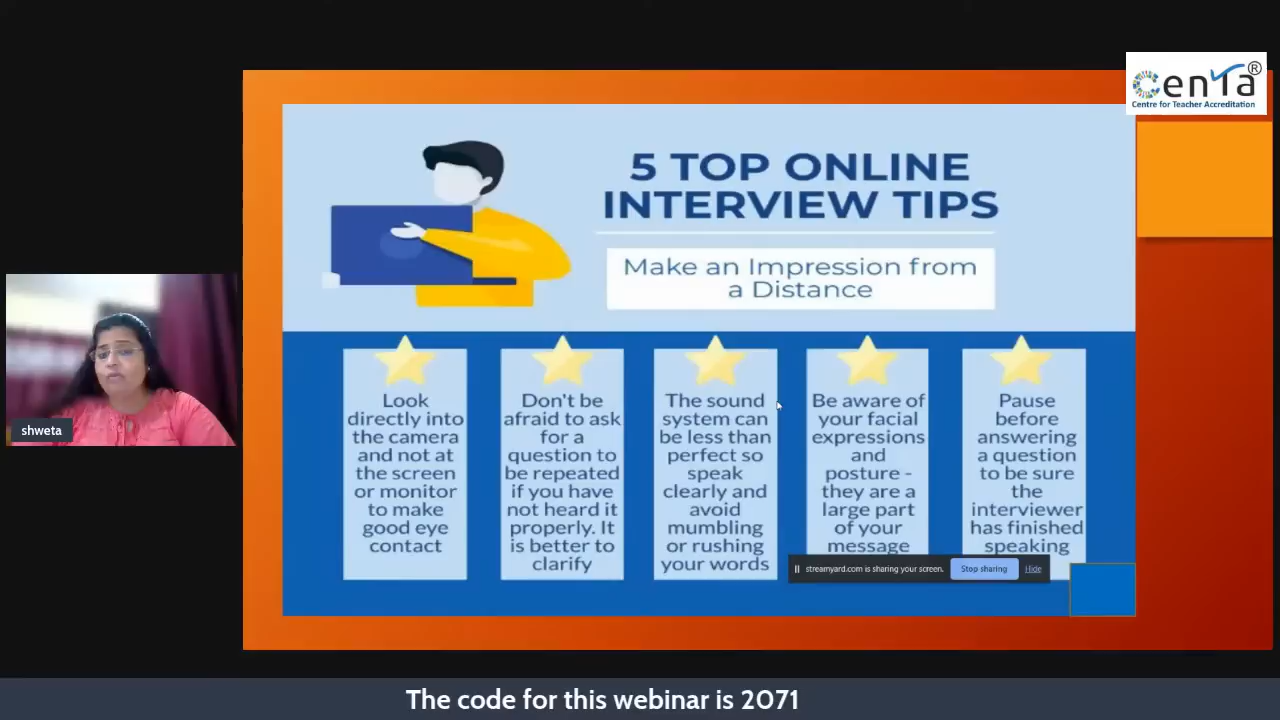 CENTA®
Centre for Teacher Accreditation
5 TOP ONLINE
INTERVIEW TIPS
Make an Impression from
a Distance
Look
directly into
the camera
and not at
the screen
or monitor
to make
good eye
contact
Don't be
afraid to ask
for a
question to
be repeated
if you have
not heard it
properly. It
is better to
clarify
The sound
system can
be less than
perfect so
speak
clearly and
avoid
mumbling
or rushing
your words
Be aware of
your facial
expressions
and
posture -
they are a
large part
of your
message
Pause
before
answering
a question
to be sure
the
interviewer
has finished
speaking
streamyard.com is sharing your screen.
Stop sharing
Hide
shweta
The code for this webinar is 2071